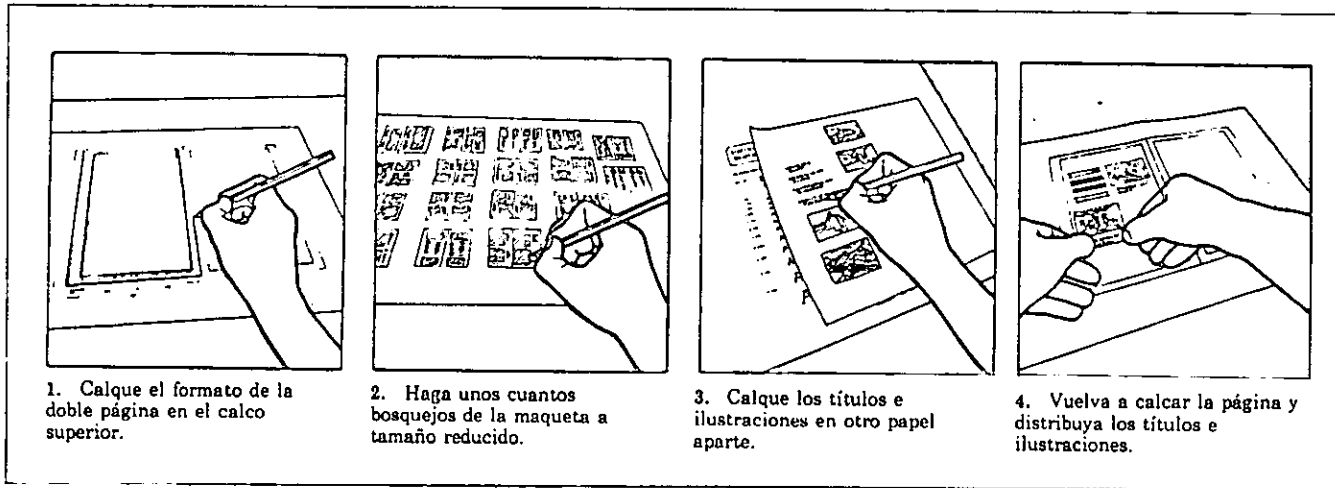 1. Calque el formato de la
doble página en el calco
superior.
2. Haga unos cuantos
bosquejos de la maqueta a
tamaño reducido.
3. Calque los títulos e
ilustraciones en otro papel
aparte.
4. Vuelva a calcar la página y
distribuya los títulos e
ilustraciones.